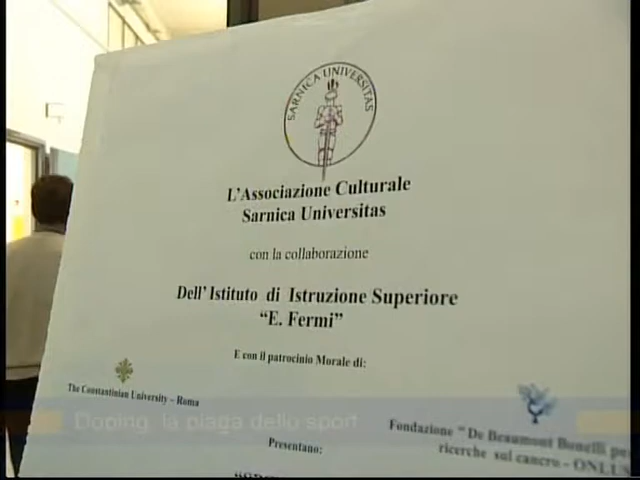 SARNICA UNIVERSITAS
L'Associazione Culturale
Sarnica Universitas
con la collaborazione
Dell'Istituto di Istruzione Superiore
"E. Fermi"
E con il patrocinio Morale di:
The Constantinian University – Roma
Doping la piaga dello sport
Fondazione "De Beaumont Bonelli per
ricerche sul cancro - ONLUS
Presentano: